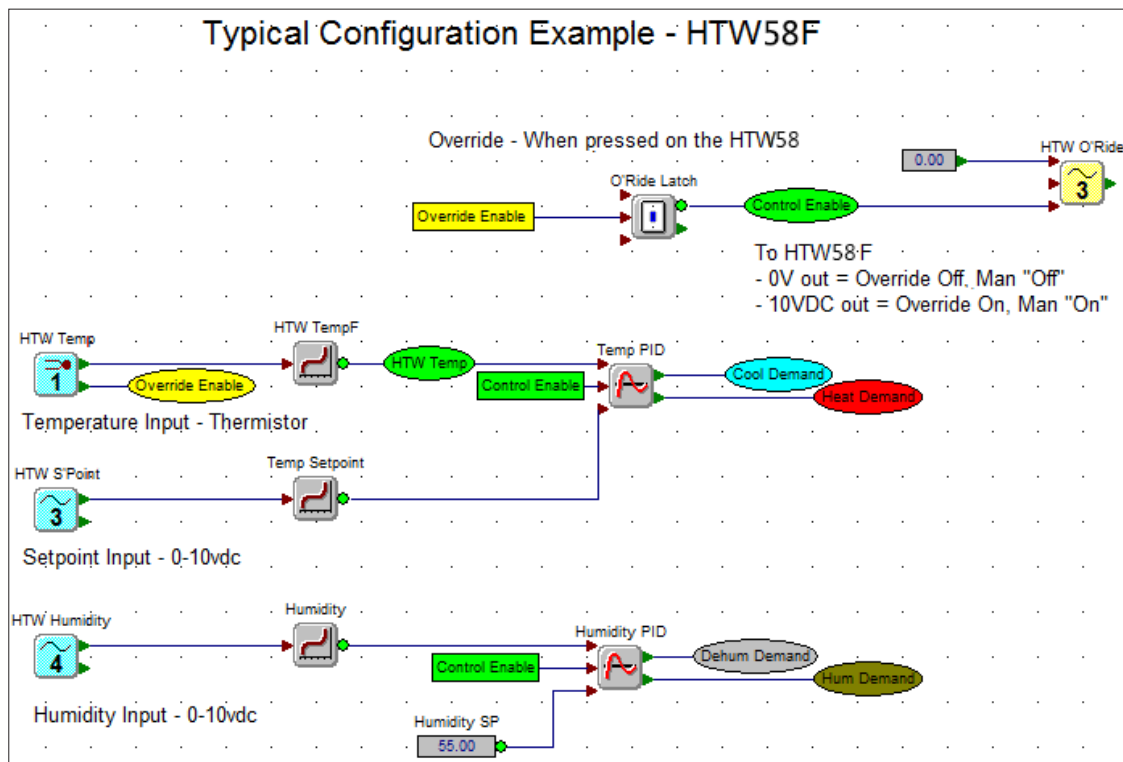 Typical Configuration Example - HTW58F
Override - When pressed on the HTW58
HTW O'Ride
0.00
3
O'Ride Latch
Override Enable
Control Enable
To HTW58 F
- 0V out = Override Off, Man "Off"
- 10VDC out = Override On, Man "On"
HTW Temp
1
Override Enable
HTW TempF
HTW Temp
Control Enable
Temp PID
Cool Demand
Heat Demand
Temperature Input - Thermistor
HTW S'Point
3
Temp Setpoint
Setpoint Input - 0-10vdc
HTW Humidity
4
Humidity
Humidity PID
Control Enable
Dehum Demand
Hum Demand
Humidity Input - 0-10vdc
Humidity SP
55.00